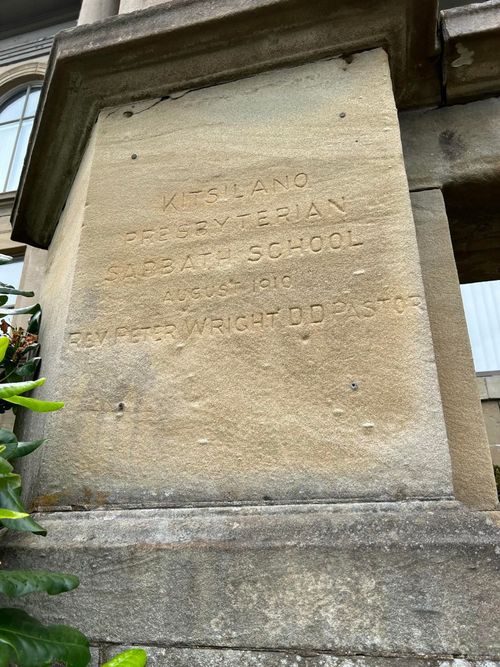 KITSILANO
PRESBYTERIAN
SABBATH SCHOOL
AUGUST 1910
REV PETER WRIGHT D D PASTOR